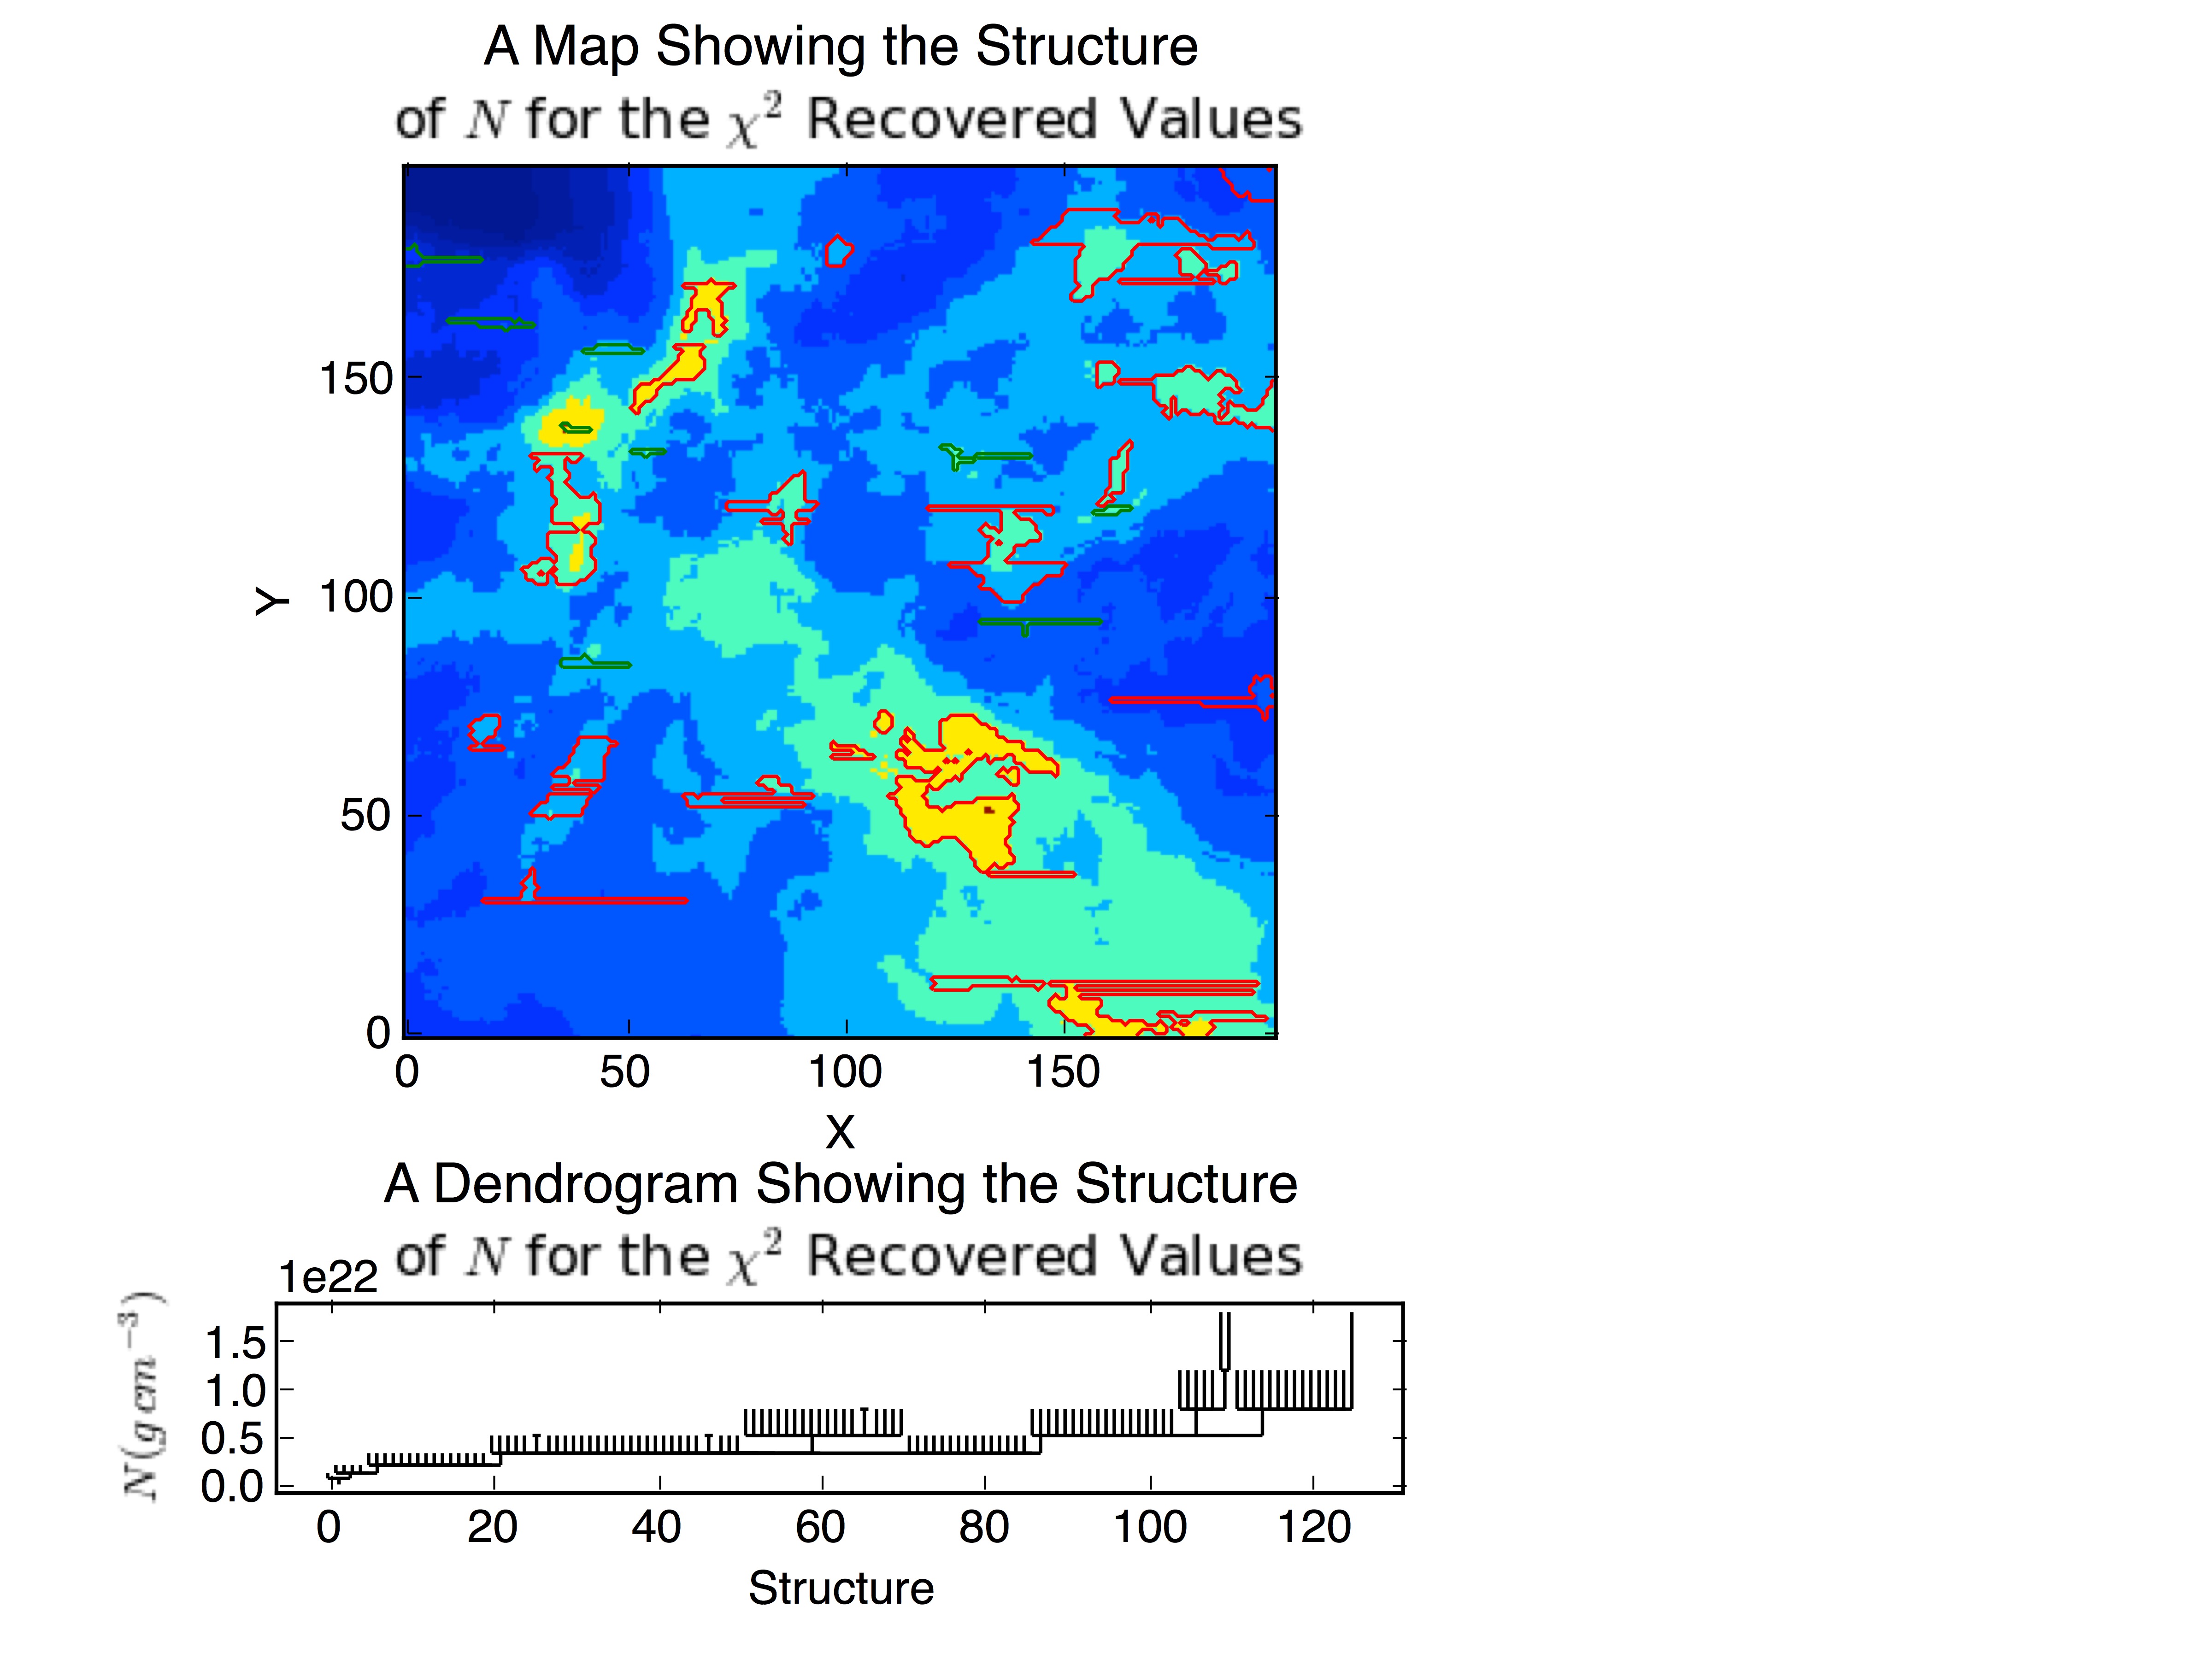 A Map Showing the Structure
of N for the χ² Recovered Values
Y
150
100
50
0
0 50 100 150
X
A Dendrogram Showing the Structure
of N for the χ² Recovered Values
1e22
N(g cm⁻³)
1.5
1.0
0.5
0.0
0 20 40 60 80 100 120
Structure